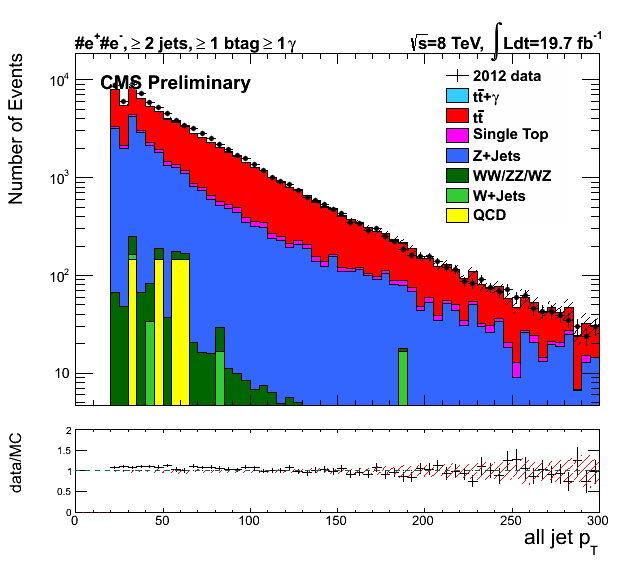 #e⁺#e⁻, ≥ 2 jets, ≥ 1 btag ≥ 1γ
√s=8 TeV, ∫Ldt=19.7 fb⁻¹
CMS Preliminary
2012 data
tt̄+γ
tt̄
Single Top
Z+Jets
WW/ZZ/WZ
W+Jets
QCD
Number of Events
10⁴
10³
10²
10
data/MC
2
1.5
1
0.5
0
0 50 100 150 200 250 300
all jet p_T